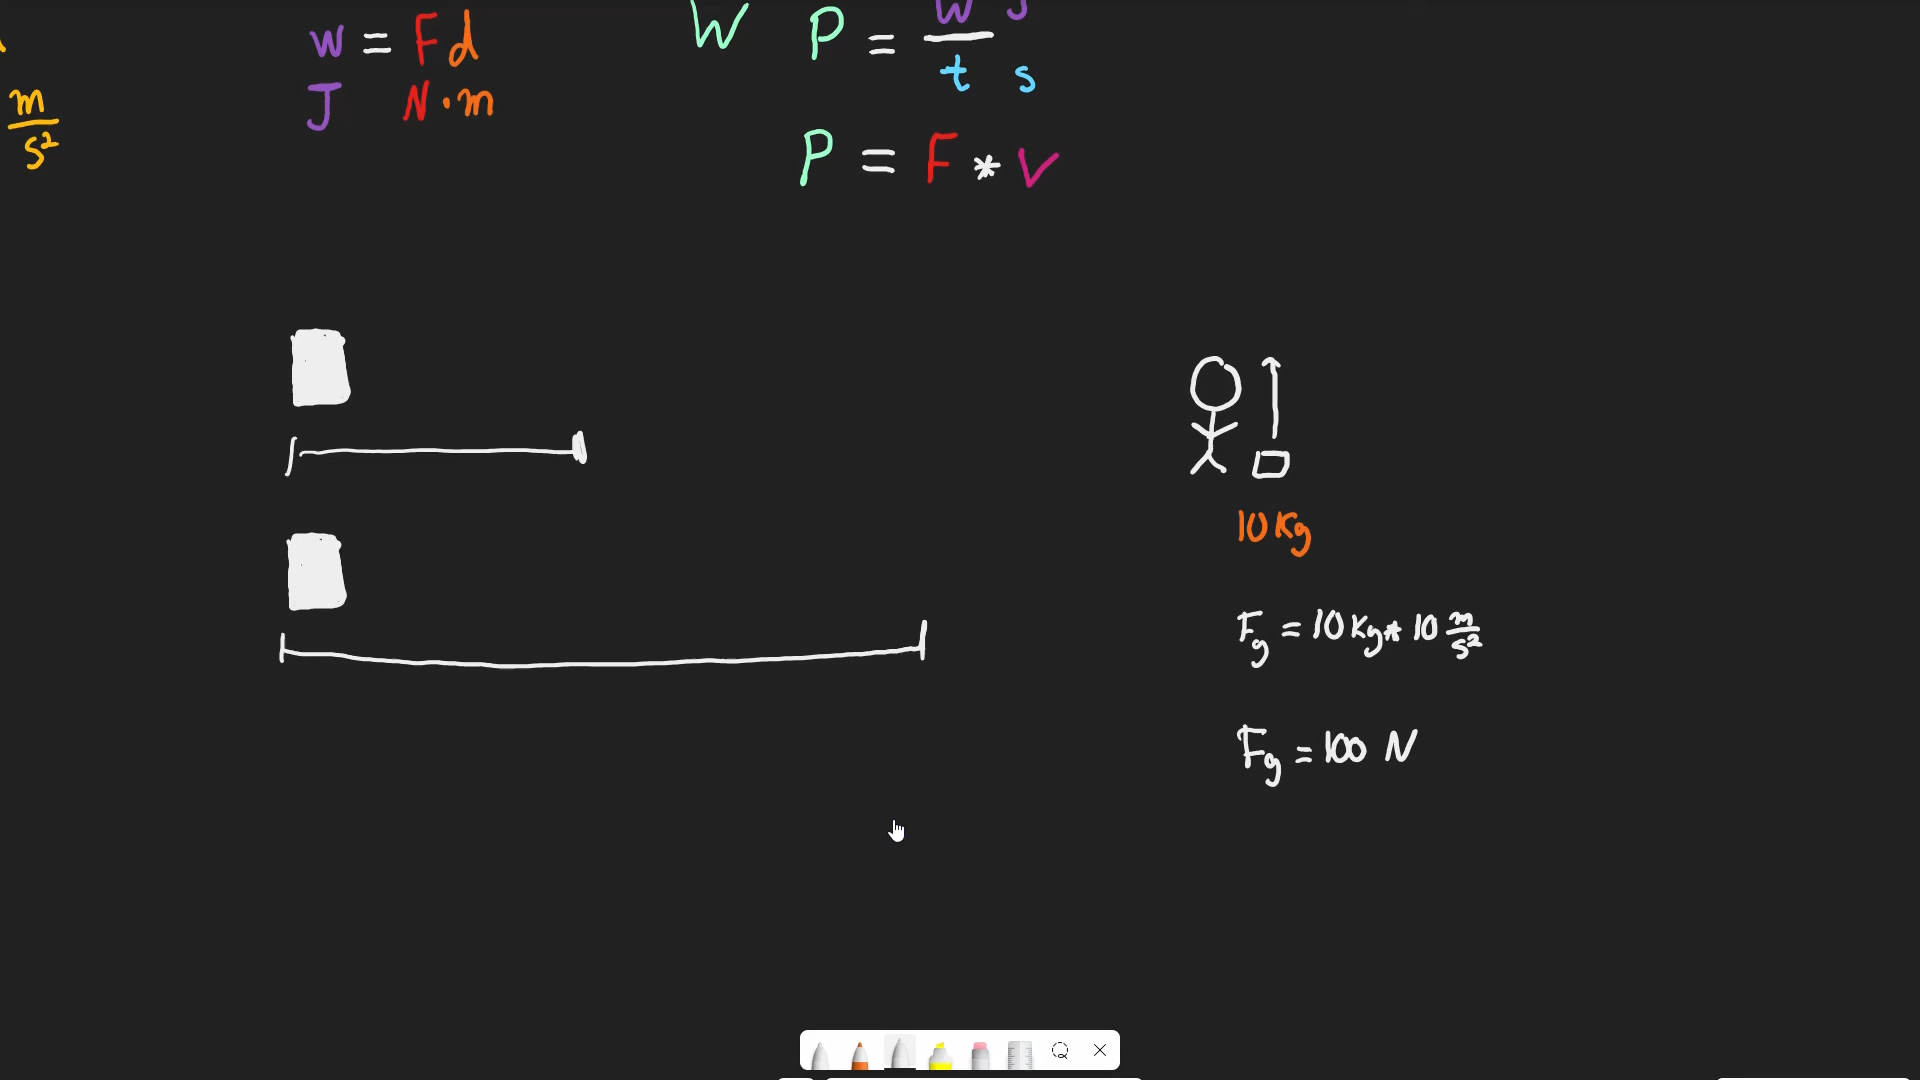 m
s²
w = Fd
J N·m
W P = W J
t s
P = F * v
10 Kg
Fg = 10 Kg * 10 m
s²
Fg = 100 N